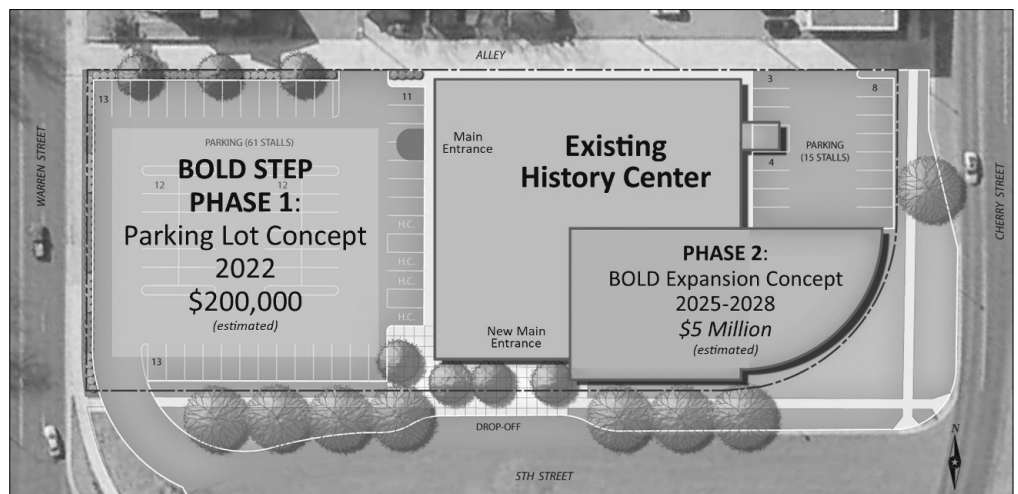 ALLEY
WARREN STREET
CHERRY STREET
13
11
3
8
PARKING (61 STALLS)
BOLD STEP
PHASE 1:
Parking Lot Concept
2022
$200,000
(estimated)
12
12
13
H.C.
H.C.
H.C.
H.C.
Main
Entrance
Existing
History Center
4
PARKING
(15 STALLS)
PHASE 2:
BOLD Expansion Concept
2025-2028
$5 Million
(estimated)
New Main
Entrance
DROP-OFF
5TH STREET
N